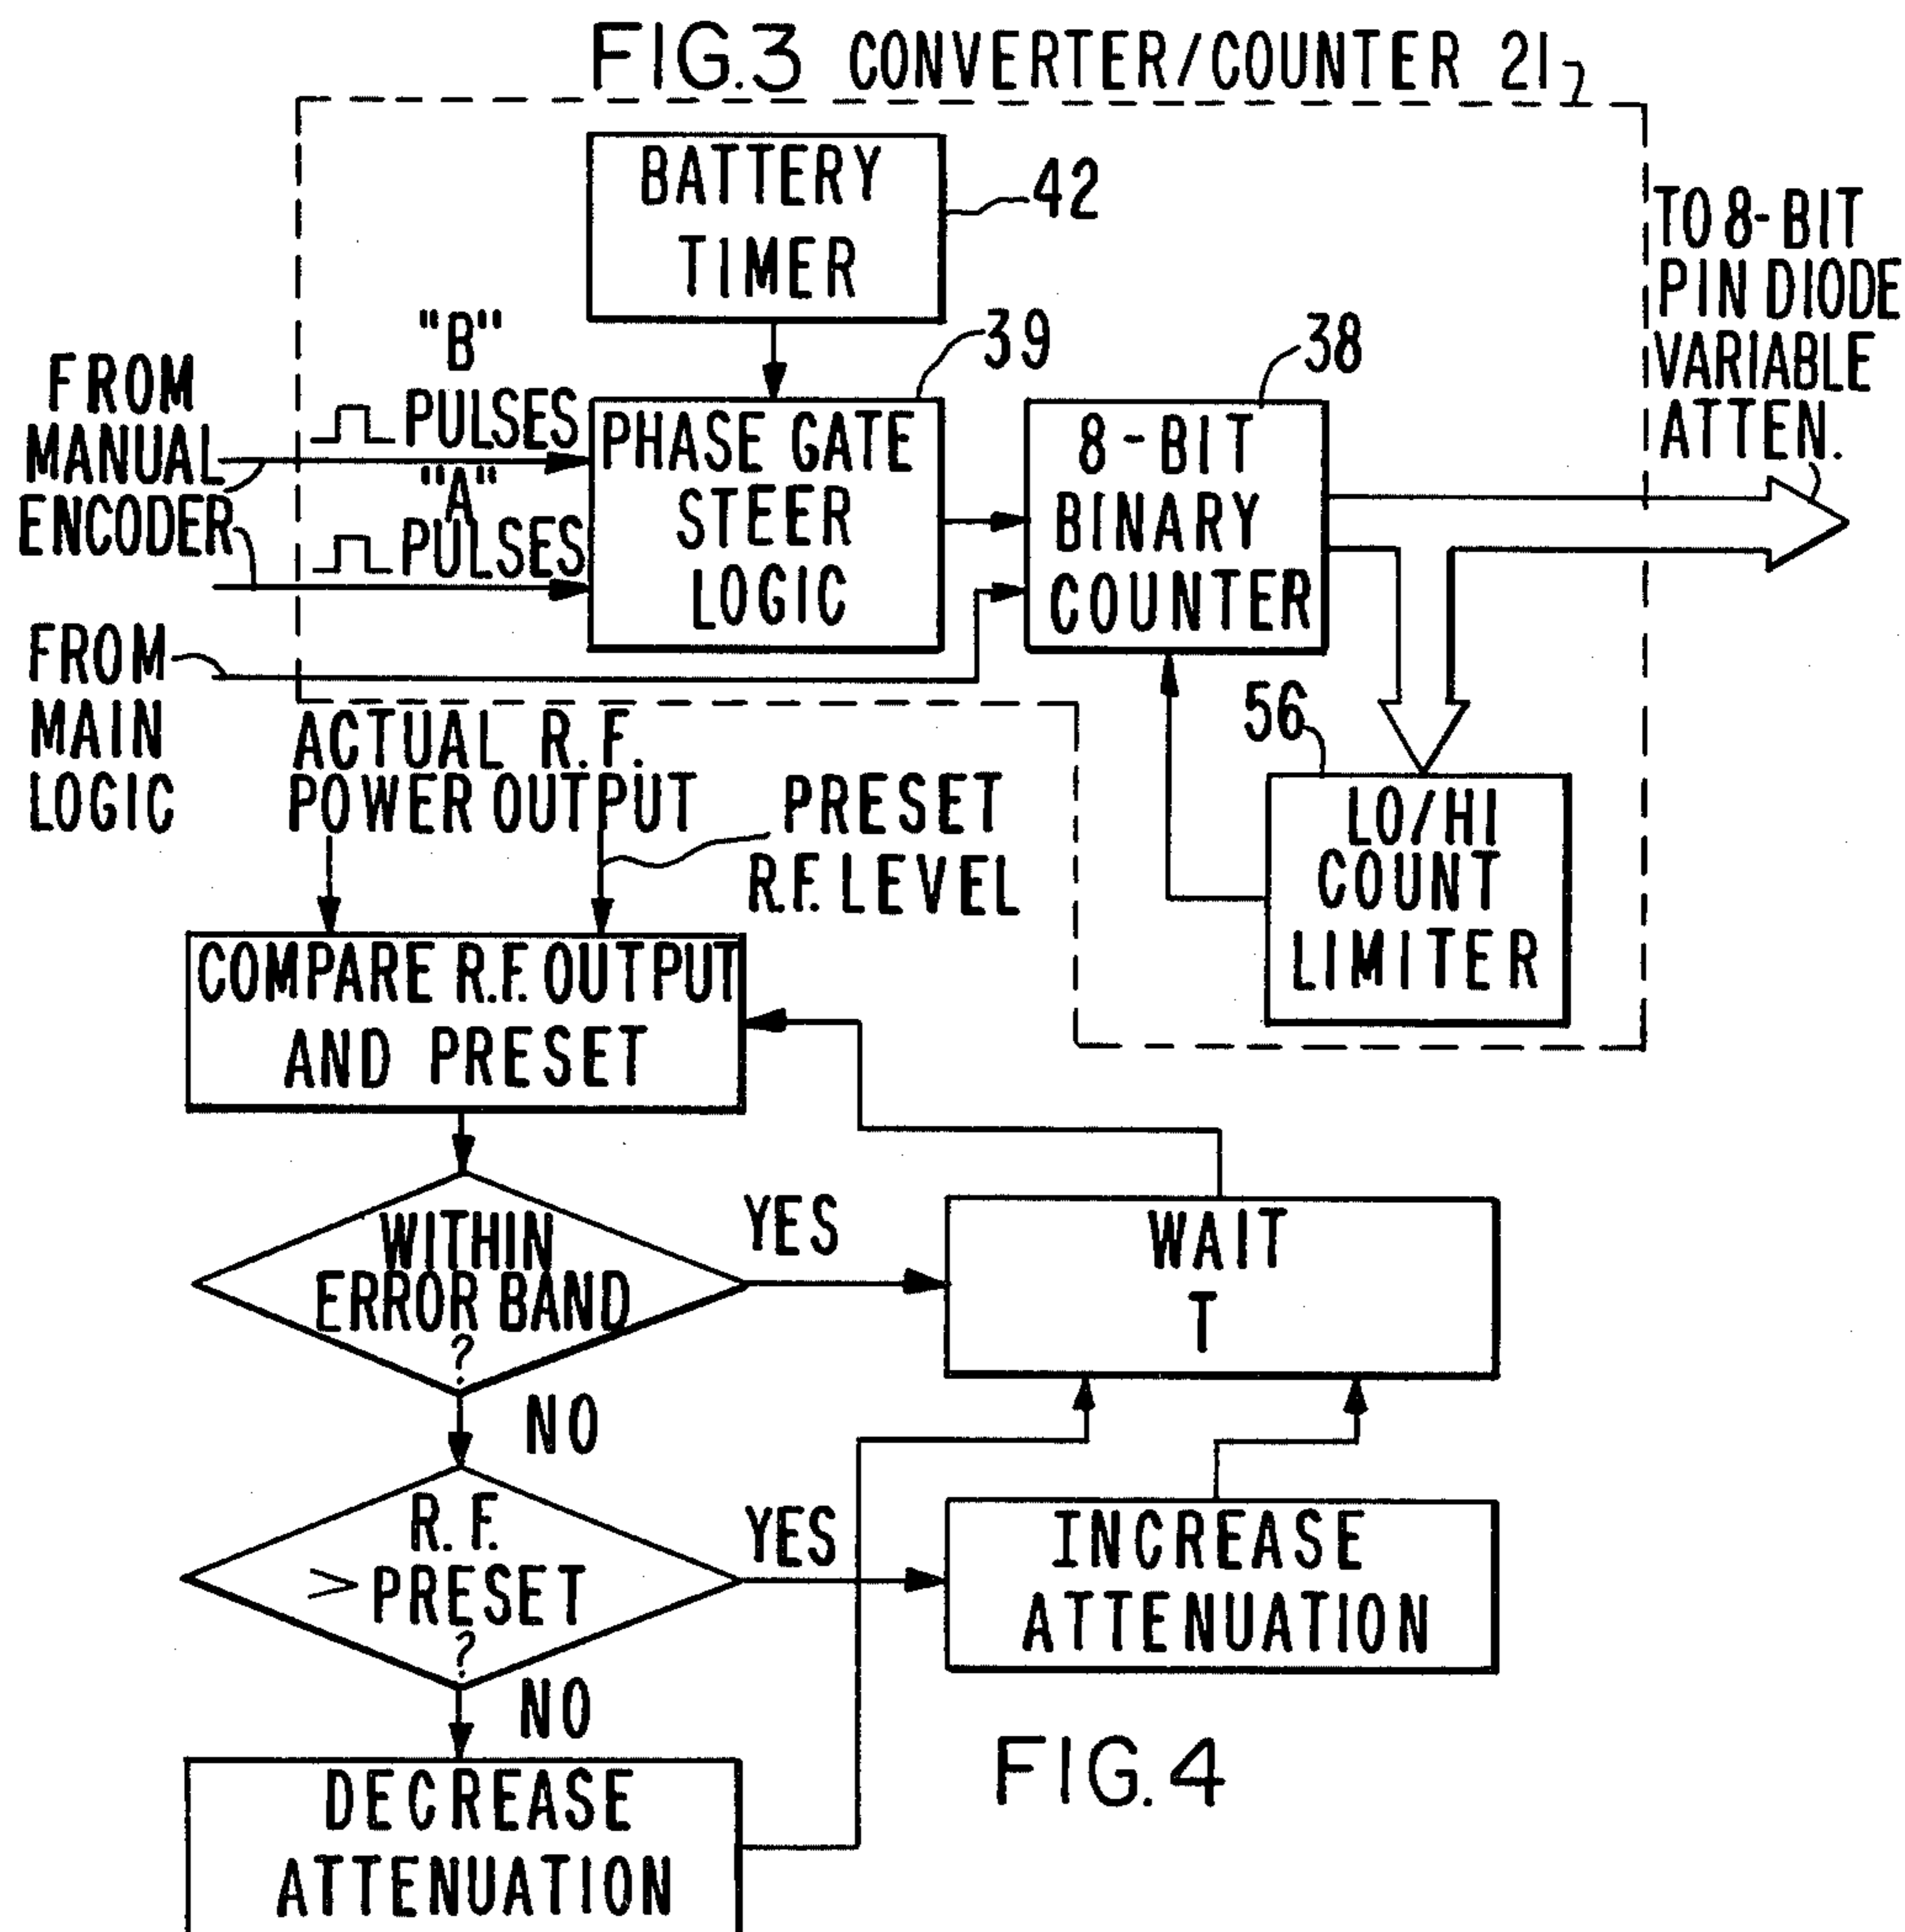 FIG.3 CONVERTER/COUNTER 21
BATTERY
TIMER
42
TO 8-BIT
PIN DIODE
VARIABLE
ATTEN.
FROM
MANUAL
ENCODER
"B"
PULSES
"A"
PULSES
39
PHASE GATE
STEER
LOGIC
38
8-BIT
BINARY
COUNTER
FROM
MAIN
LOGIC
56
LO/HI
COUNT
LIMITER
ACTUAL R.F.
POWER OUTPUT
PRESET
R.F. LEVEL
COMPARE R.F. OUTPUT
AND PRESET
WITHIN
ERROR BAND
?
YES
WAIT
T
NO
R.F.
> PRESET
?
YES
INCREASE
ATTENUATION
NO
DECREASE
ATTENUATION
FIG.4